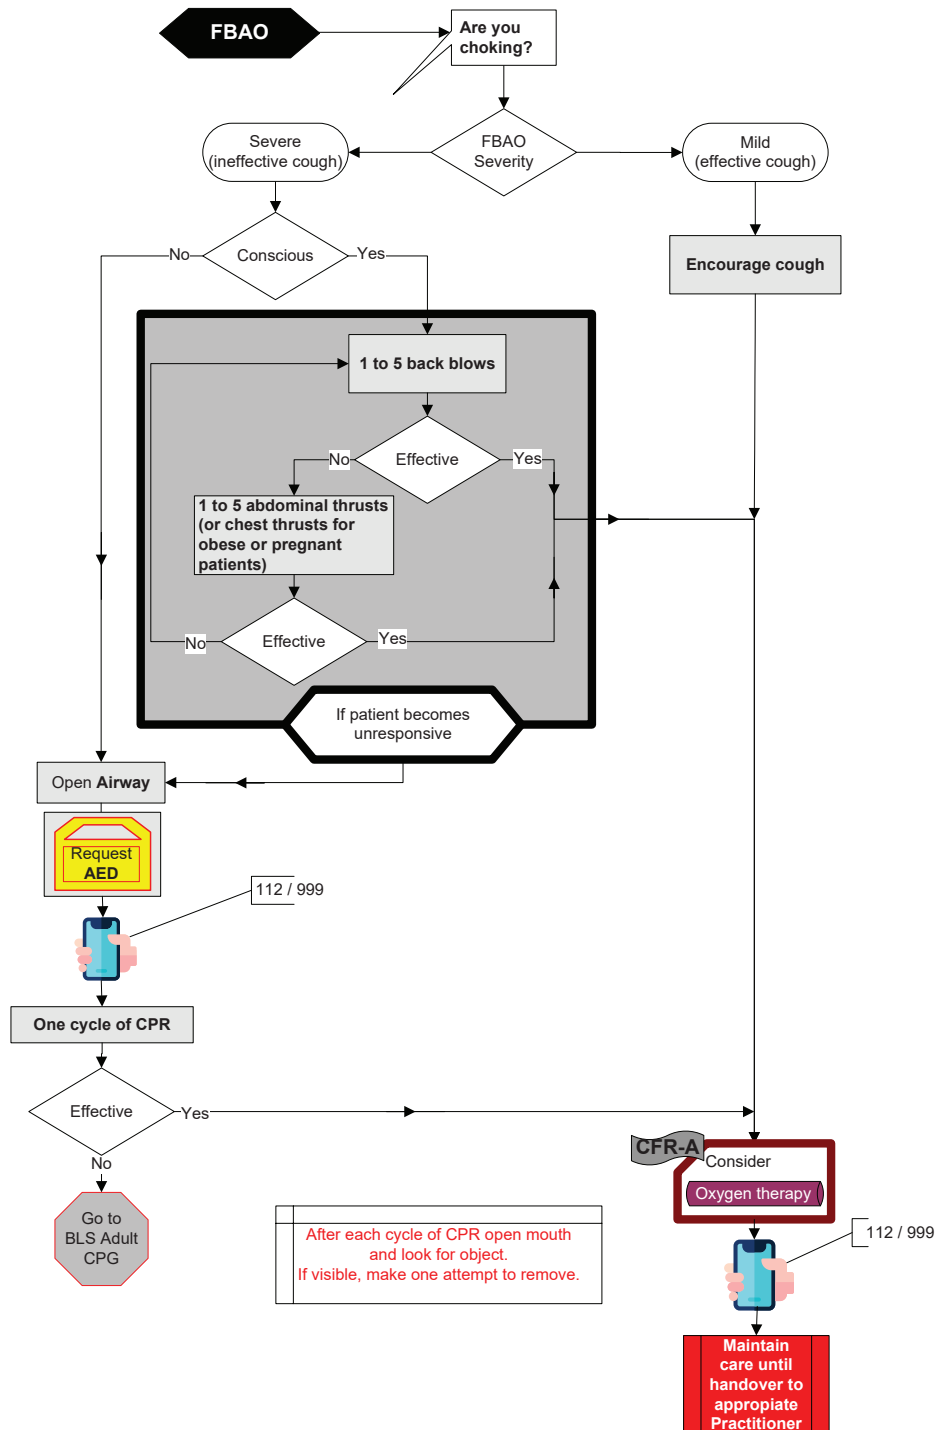 FBAO
Are you
choking?
Severe
(ineffective cough)
FBAO
Severity
Mild
(effective cough)
No
Conscious
Yes
Encourage cough
1 to 5 back blows
No
Effective
Yes
1 to 5 abdominal thrusts
(or chest thrusts for
obese or pregnant
patients)
No
Effective
Yes
If patient becomes
unresponsive
Open Airway
Request
AED
112 / 999
One cycle of CPR
Effective
Yes
No
Go to
BLS Adult
CPG
After each cycle of CPR open mouth
and look for object.
If visible, make one attempt to remove.
CFR-A
Consider
Oxygen therapy
112 / 999
Maintain
care until
handover to
appropiate
Practitioner